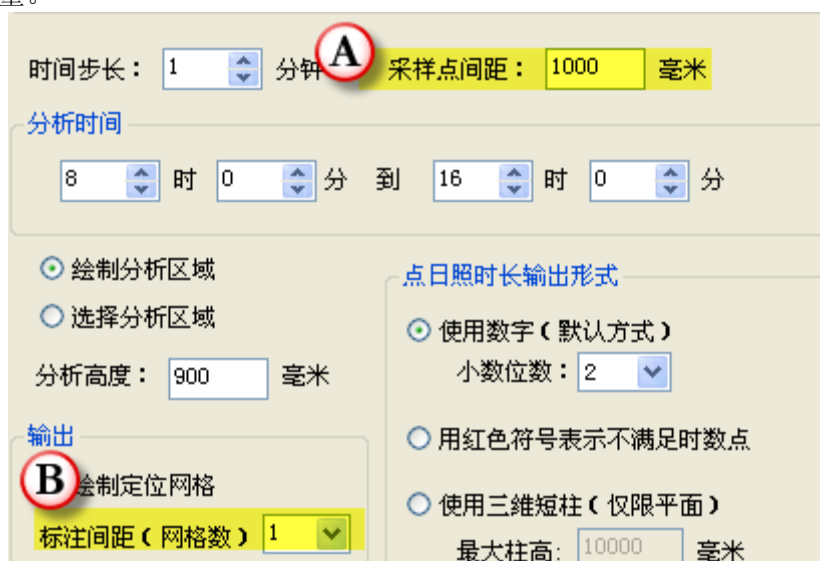 量。
时间步长： 1 分钟 A 采样点间距： 1000 毫米
分析时间
8 时 0 分 到 16 时 0 分
绘制分析区域
选择分析区域
分析高度： 900 毫米
输出
B 绘制定位网格
标注间距（网格数） 1
点日照时长输出形式
使用数字（默认方式）
小数位数： 2
用红色符号表示不满足时数点
使用三维短柱（仅限平面）
最大柱高: 10000 毫米